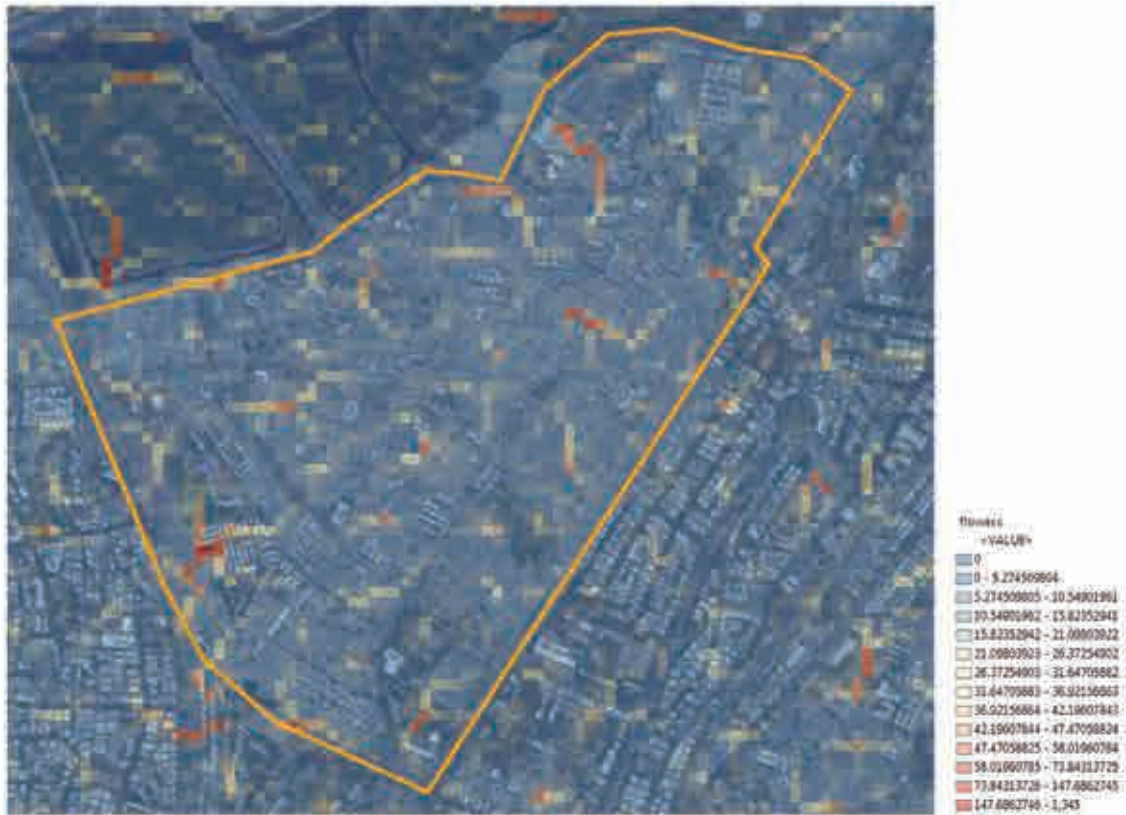 flowacc
<VALUE>
0
0 - 5.274509804
5.274509805 - 10.54901961
10.54901962 - 15.82352941
15.82352942 - 21.09803922
21.09803923 - 26.37254902
26.37254903 - 31.64705882
31.64705883 - 36.92156863
36.92156864 - 42.19607843
42.19607844 - 47.47058824
47.47058825 - 58.01960784
58.01960785 - 73.84313725
73.84313726 - 147.6862745
147.6862746 - 1,345